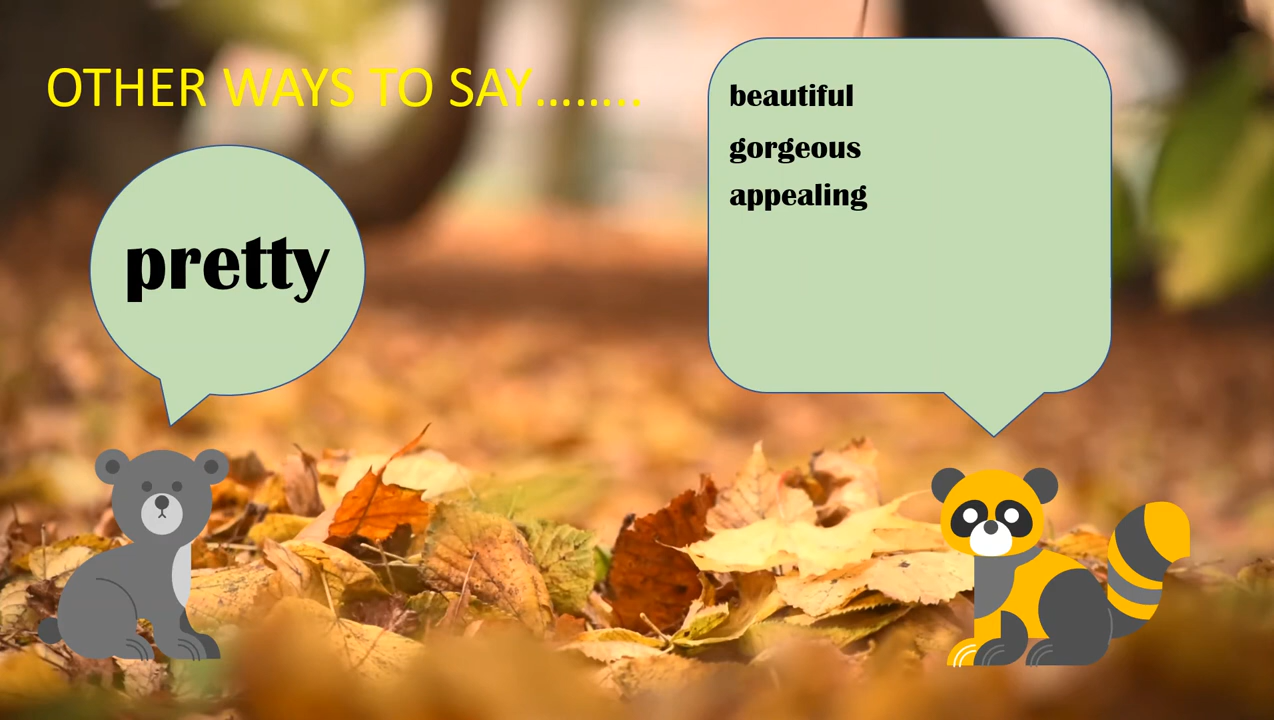 OTHER WAYS TO SAY……..
pretty
beautiful
gorgeous
appealing